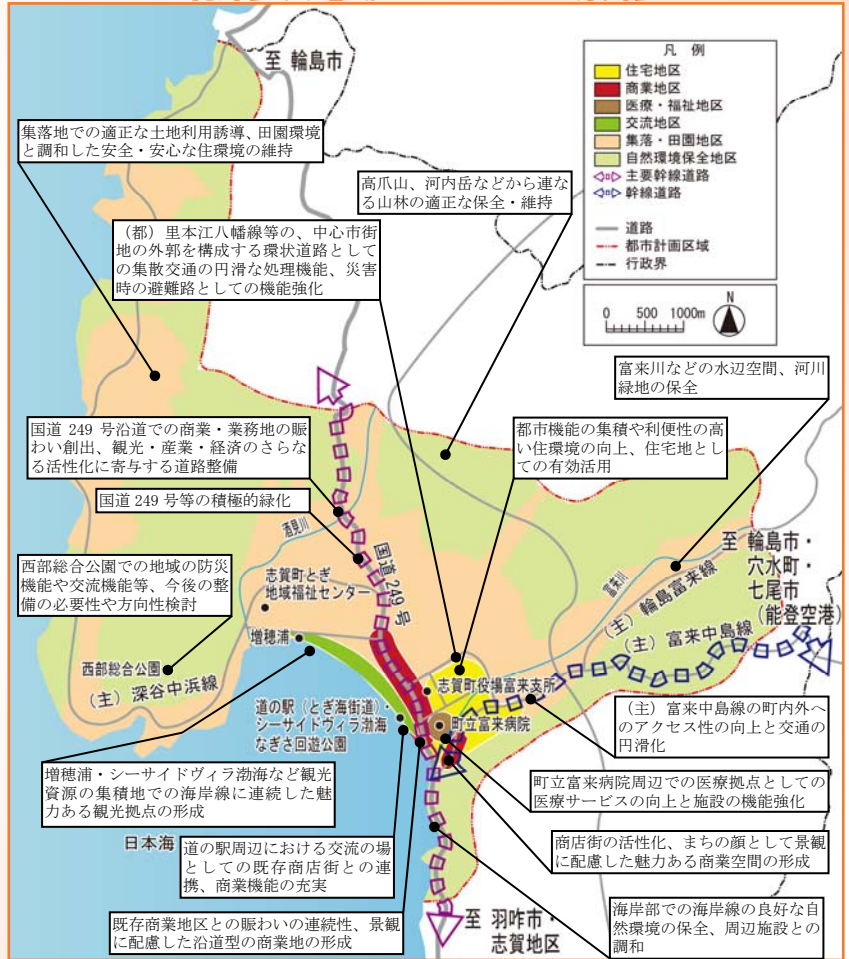 至 輪島市
凡 例
住宅地区
商業地区
医療・福祉地区
交流地区
集落・田園地区
自然環境保全地区
主要幹線道路
幹線道路
道路
都市計画区域
行政界
0 500 1000m
N
集落地での適正な土地利用誘導、田園環境
と調和した安全・安心な住環境の維持
高爪山、河内岳などから連な
る山林の適正な保全・維持
（都）里本江八幡線等の、中心市街
地の外郭を構成する環状道路として
の集散交通の円滑な処理機能、災害
時の避難路としての機能強化
富来川などの水辺空間、河川
緑地の保全
国道 249 号沿道での商業・業務地の賑
わい創出、観光・産業・経済のさらな
る活性化に寄与する道路整備
都市機能の集積や利便性の高
い住環境の向上、住宅地とし
ての有効活用
国道 249 号等の積極的緑化
酒見川
国道249号
西部総合公園での地域の防災
機能や交流機能等、今後の整
備の必要性や方向性検討
志賀町とぎ
地域福祉センター
富来川
（主）輪島富来線
至 輪島市・
穴水町・
七尾市
（能登空港）
（主）富来中島線
増穂浦
西部総合公園
（主）深谷中浜線
志賀町役場富来支所
道の駅（とぎ海街道）・
シーサイドヴィラ渤海
なぎさ回遊公園
町立富来病院
（主）富来中島線の町内外へ
のアクセス性の向上と交通の
円滑化
増穂浦・シーサイドヴィラ渤海など観光
資源の集積地での海岸線に連続した魅
力ある観光拠点の形成
町立富来病院周辺での医療拠点としての
医療サービスの向上と施設の機能強化
日本海
道の駅周辺における交流の場
としての既存商店街との連
携、商業機能の充実
商店街の活性化、まちの顔として景観
に配慮した魅力ある商業空間の形成
既存商業地区との賑わいの連続性、景観
に配慮した沿道型の商業地の形成
至 羽咋市・
志賀地区
海岸部での海岸線の良好な自
然環境の保全、周辺施設との
調和